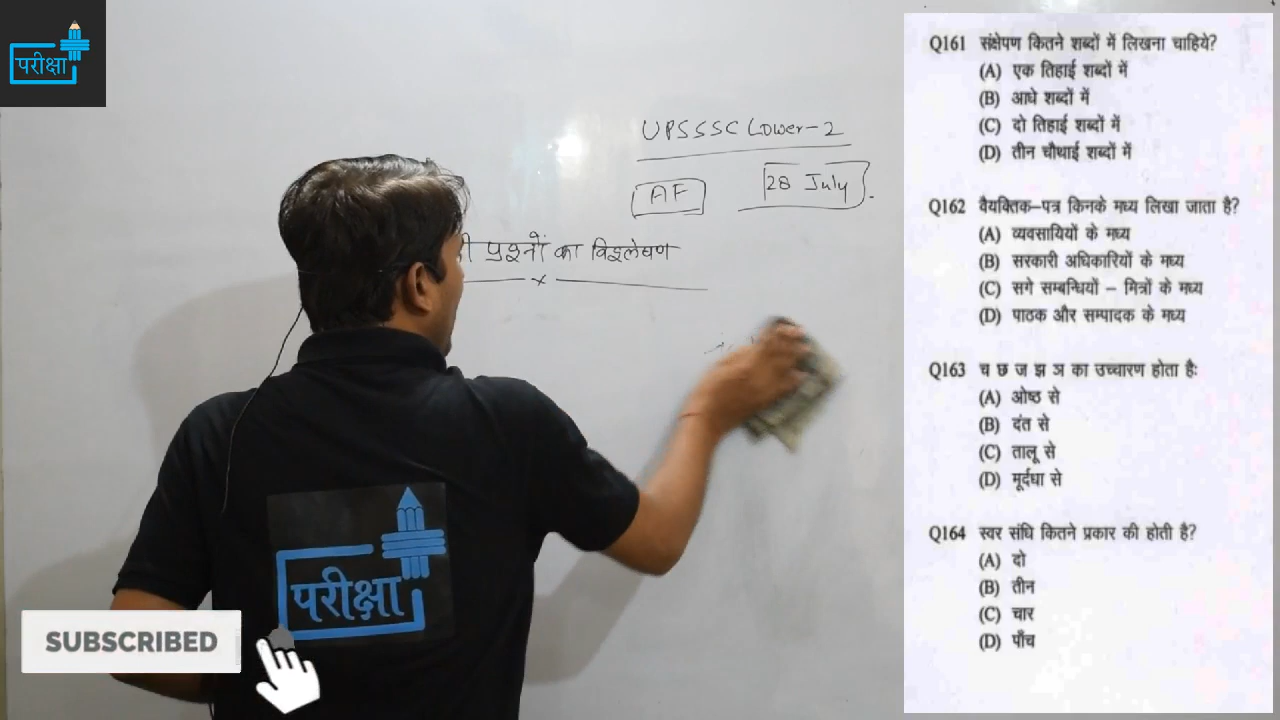 परीक्षा
UPSSSC Lower-2
AF
28 July
प्रश्नों का विश्लेषण
x
परीक्षा
SUBSCRIBED
Q161 संक्षेपण कितने शब्दों में लिखना चाहिये?
(A) एक तिहाई शब्दों में
(B) आधे शब्दों में
(C) दो तिहाई शब्दों में
(D) तीन चौथाई शब्दों में
Q162 वैयक्तिक-पत्र किनके मध्य लिखा जाता है?
(A) व्यवसायियों के मध्य
(B) सरकारी अधिकारियों के मध्य
(C) सगे सम्बन्धियों – मित्रों के मध्य
(D) पाठक और सम्पादक के मध्य
Q163 च छ ज झ ञ का उच्चारण होता हैः
(A) ओष्ठ से
(B) दंत से
(C) तालू से
(D) मूर्दधा से
Q164 स्वर संधि कितने प्रकार की होती है?
(A) दो
(B) तीन
(C) चार
(D) पाँच